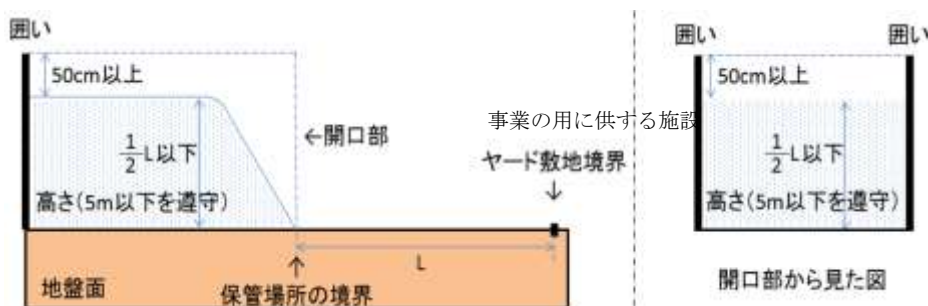 囲い
50cm以上
←開口部
1/2 L以下
高さ(5m以下を遵守)
事業の用に供する施設
ヤード敷地境界
↓
L
↑
保管場所の境界
地盤面
囲い
囲い
50cm以上
1/2 L以下
高さ(5m以下を遵守)
開口部から見た図